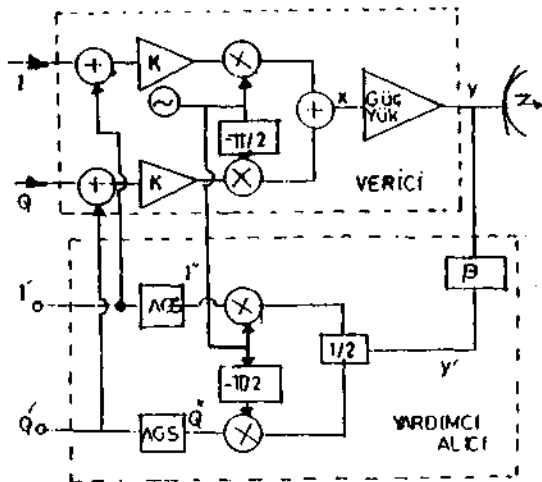 I
+
K
×
~
-π/2
+
x
GÜÇ
YÜK
y
Q
+
K
×
VERİCİ
β
I'
AGS
I"
×
-π/2
1/2
y'
Q'
AGS
Q"
×
YARDIMCI
ALICI